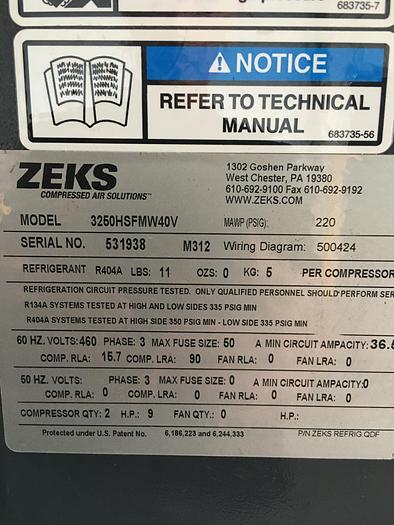 683735-7
NOTICE
REFER TO TECHNICAL
MANUAL
683735-56
ZEKS
COMPRESSED AIR SOLUTIONS™
1302 Goshen Parkway
West Chester, PA 19380
610-692-9100 Fax 610-692-9192
WWW.ZEKS.COM
MODEL 3250HSFMW40V MAWP (PSIG): 220
SERIAL NO. 531938 M312 Wiring Diagram: 500424
REFRIGERANT R404A LBS: 11 OZS: 0 KG: 5 PER COMPRESSOR
REFRIGERATION CIRCUIT PRESSURE TESTED. ONLY QUALIFIED PERSONNEL SHOULD PERFORM SER
R134A SYSTEMS TESTED AT HIGH AND LOW SIDES 335 PSIG MIN
R404A SYSTEMS TESTED AT HIGH SIDE 350 PSIG MIN - LOW SIDE 335 PSIG MIN
60 HZ. VOLTS: 460 PHASE: 3 MAX FUSE SIZE: 50 A MIN CIRCUIT AMPACITY: 36.5
COMP. RLA: 15.7 COMP. LRA: 90 FAN RLA: 0 FAN LRA: 0
50 HZ. VOLTS: PHASE: 3 MAX FUSE SIZE: 0 A MIN CIRCUIT AMPACITY: 0
COMP. RLA: 0 COMP. LRA: 0 FAN RLA: 0 FAN LRA: 0
COMPRESSOR QTY: 2 H.P.: 9 FAN QTY.: 0 H.P.:
Protected under U.S. Patent No. 6,186,223 and 6,244,333 P/N ZEKS REFRIG QDF